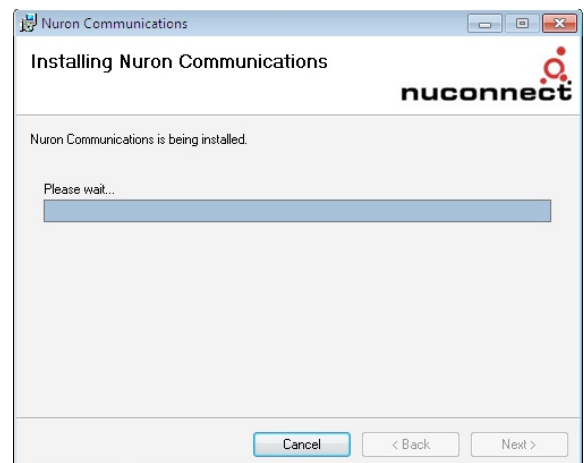 Nuron Communications
Installing Nuron Communications
nuconnect
Nuron Communications is being installed.
Please wait...
Cancel
< Back
Next >